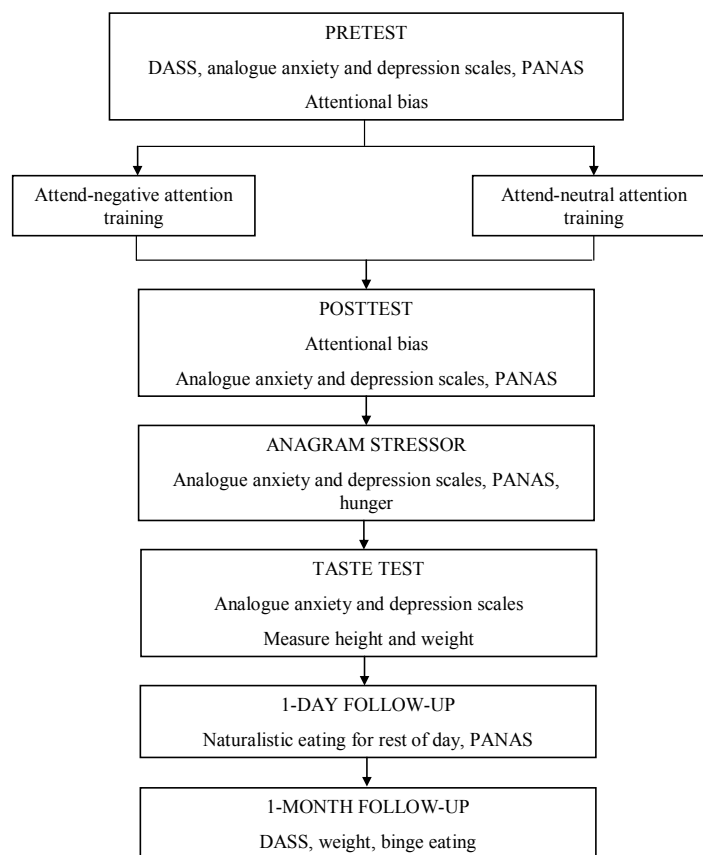 PRETEST
DASS, analogue anxiety and depression scales, PANAS
Attentional bias
Attend-negative attention
training
Attend-neutral attention
training
POSTTEST
Attentional bias
Analogue anxiety and depression scales, PANAS
ANAGRAM STRESSOR
Analogue anxiety and depression scales, PANAS,
hunger
TASTE TEST
Analogue anxiety and depression scales
Measure height and weight
1-DAY FOLLOW-UP
Naturalistic eating for rest of day, PANAS
1-MONTH FOLLOW-UP
DASS, weight, binge eating